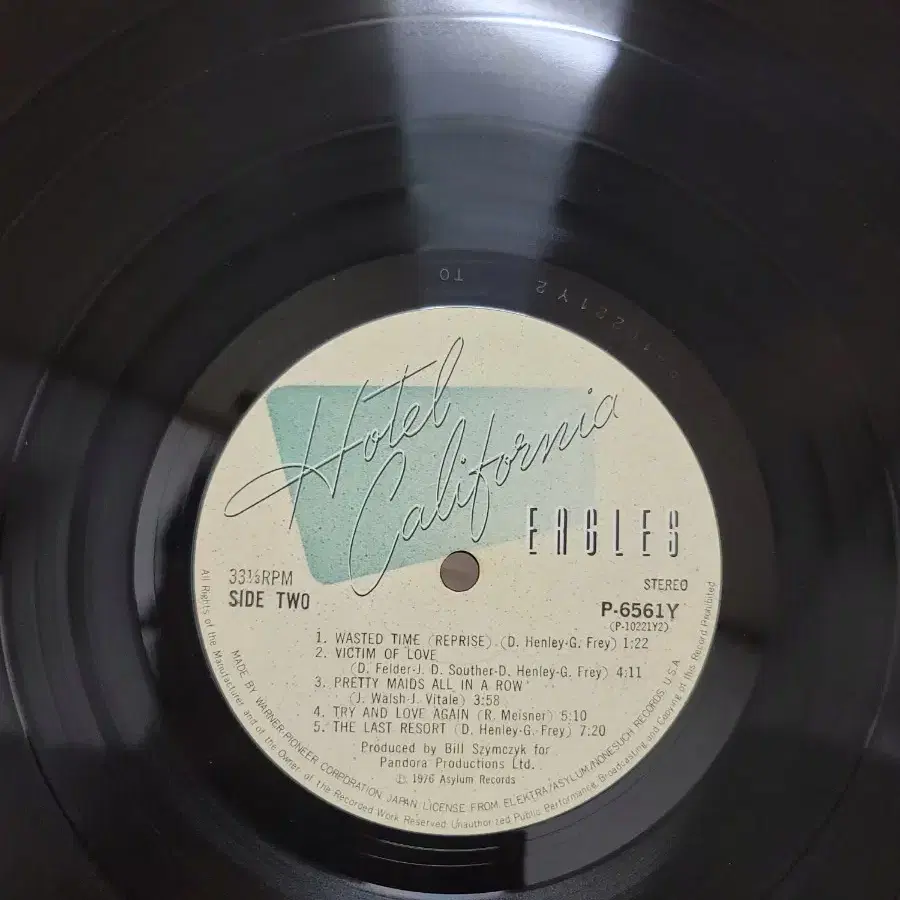 TO
Hotel
California
EAGLES
33⅓RPM
SIDE TWO
STEREO
P-6561Y
(P-10221Y2)
1. WASTED TIME (REPRISE) (D. Henley-G. Frey) 1:22
2. VICTIM OF LOVE
(D. Felder-J. D. Souther-D. Henley-G. Frey) 4:11
3. PRETTY MAIDS ALL IN A ROW
(J. Walsh-J. Vitale) 3:58
4. TRY AND LOVE AGAIN (R. Meisner) 5:10
5. THE LAST RESORT (D. Henley-G. Frey) 7:20
Produced by Bill Szymczyk for
Pandora Productions Ltd.
Ⓟ 1976 Asylum Records
MADE BY WARNER-PIONEER CORPORATION JAPAN LICENSE FROM ELEKTRA/ASYLUM/NONESUCH RECORDS, U.S.A.
All Rights of the Manufacturer and of the Owner of the Recorded Work Reserved Unauthorized Public Performance, Broadcasting and Copying of this Record Prohibited